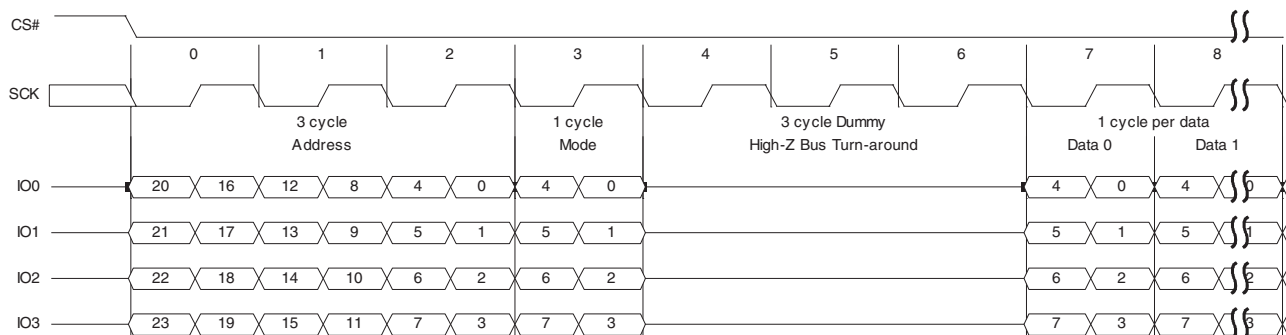 CS#
0 1 2 3 4 5 6 7 8
SCK
3 cycle 1 cycle 3 cycle Dummy 1 cycle per data
Address Mode High-Z Bus Turn-around Data 0 Data 1
IO0 20 16 12 8 4 0 4 0 4 0 4 0
IO1 21 17 13 9 5 1 5 1 5 1 5 1
IO2 22 18 14 10 6 2 6 2 6 2 6 2
IO3 23 19 15 11 7 3 7 3 7 3 7 3